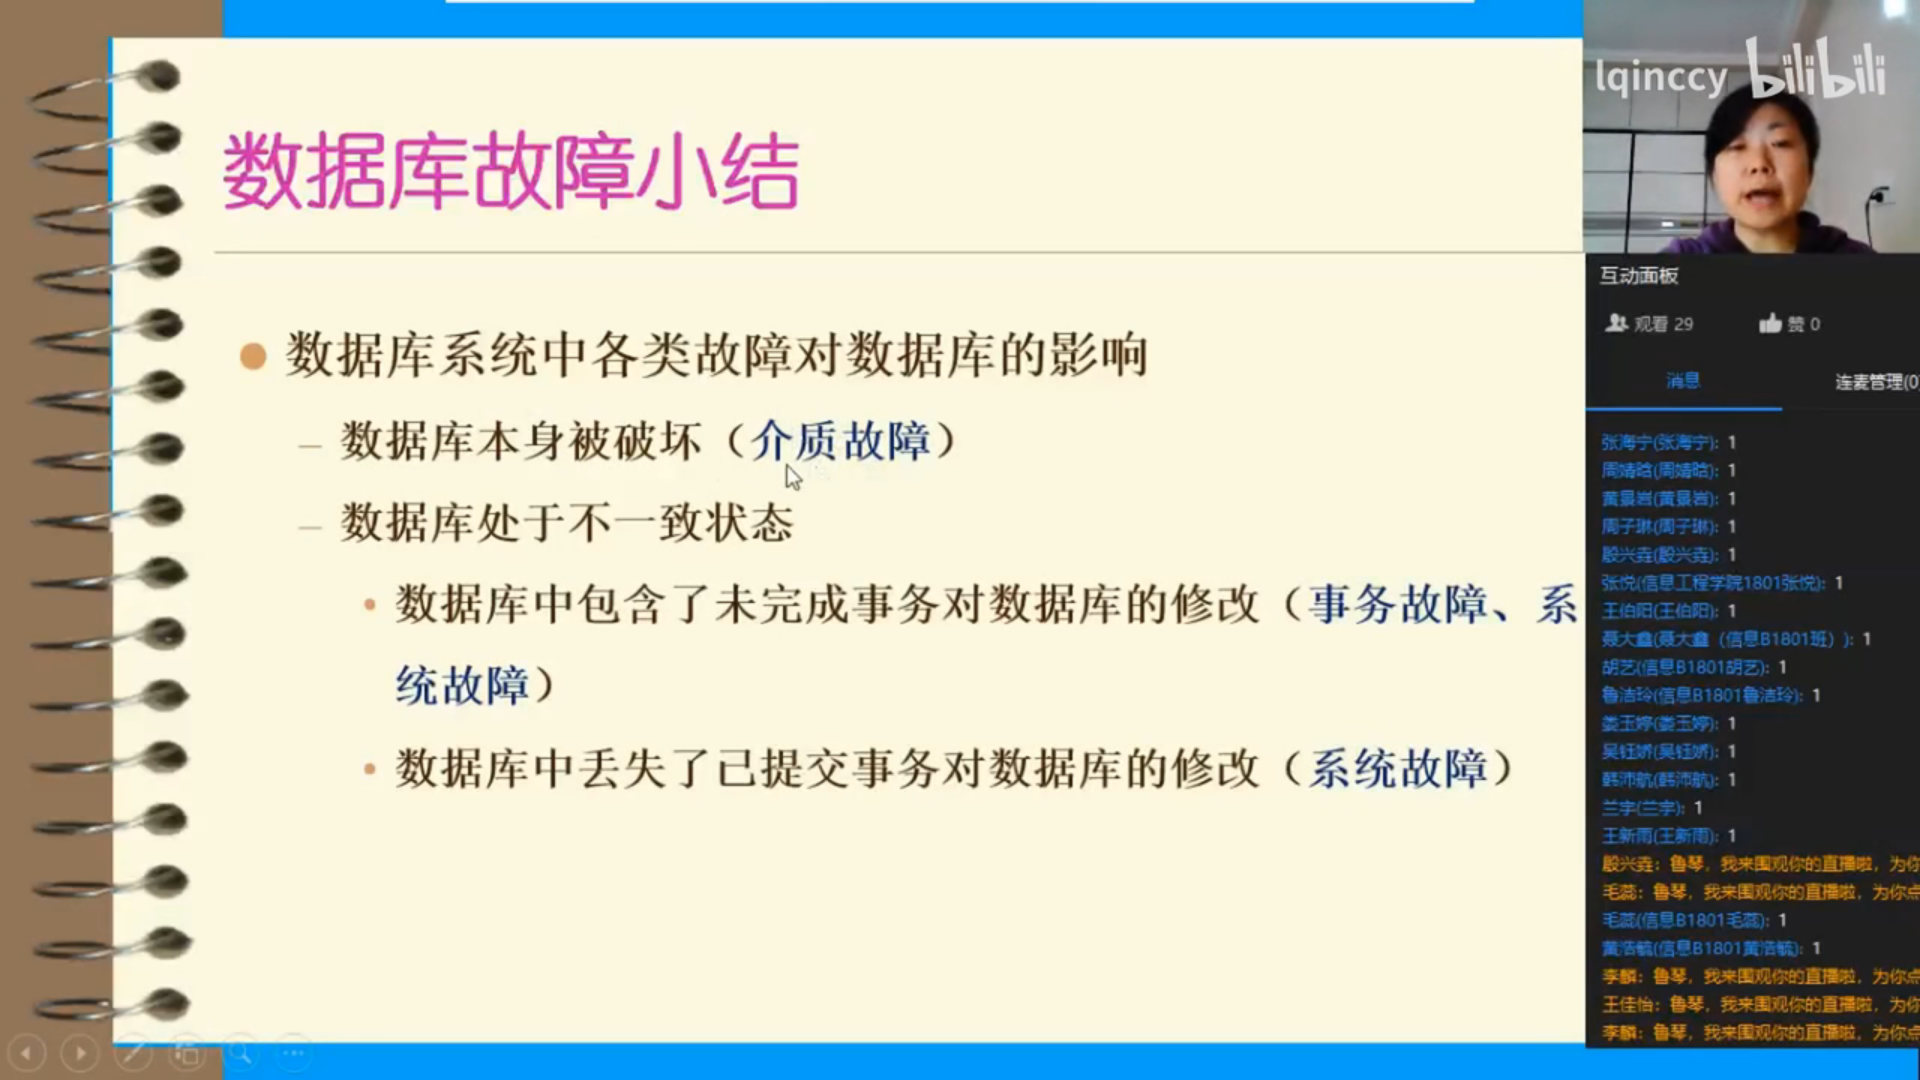 数据库故障小结
数据库系统中各类故障对数据库的影响
– 数据库本身被破坏（介质故障）
– 数据库处于不一致状态
• 数据库中包含了未完成事务对数据库的修改（事务故障、系
统故障）
• 数据库中丢失了已提交事务对数据库的修改（系统故障）
lqinccy bilibili
互动面板
观看 29 赞 0
消息 连麦管理(0
张海宁(张海宁): 1
周婧晗(周婧晗): 1
黄景岩(黄景岩): 1
周子琳(周子琳): 1
殷兴垚(殷兴垚): 1
张悦(信息工程学院1801张悦): 1
王伯阳(王伯阳): 1
聂大鑫(聂大鑫（信息B1801班）): 1
胡艺(信息B1801胡艺): 1
鲁洁玲(信息B1801鲁洁玲): 1
娄玉婷(娄玉婷): 1
吴钰娇(吴钰娇): 1
韩沛航(韩沛航): 1
兰宇(兰宇): 1
王新雨(王新雨): 1
殷兴垚: 鲁琴，我来围观你的直播啦，为你
毛蕊: 鲁琴，我来围观你的直播啦，为你点
毛蕊(信息B1801毛蕊): 1
黄浩毓(信息B1801黄浩毓): 1
李麟: 鲁琴，我来围观你的直播啦，为你点
王佳怡: 鲁琴，我来围观你的直播啦，为你
李麟: 鲁琴，我来围观你的直播啦，为你点